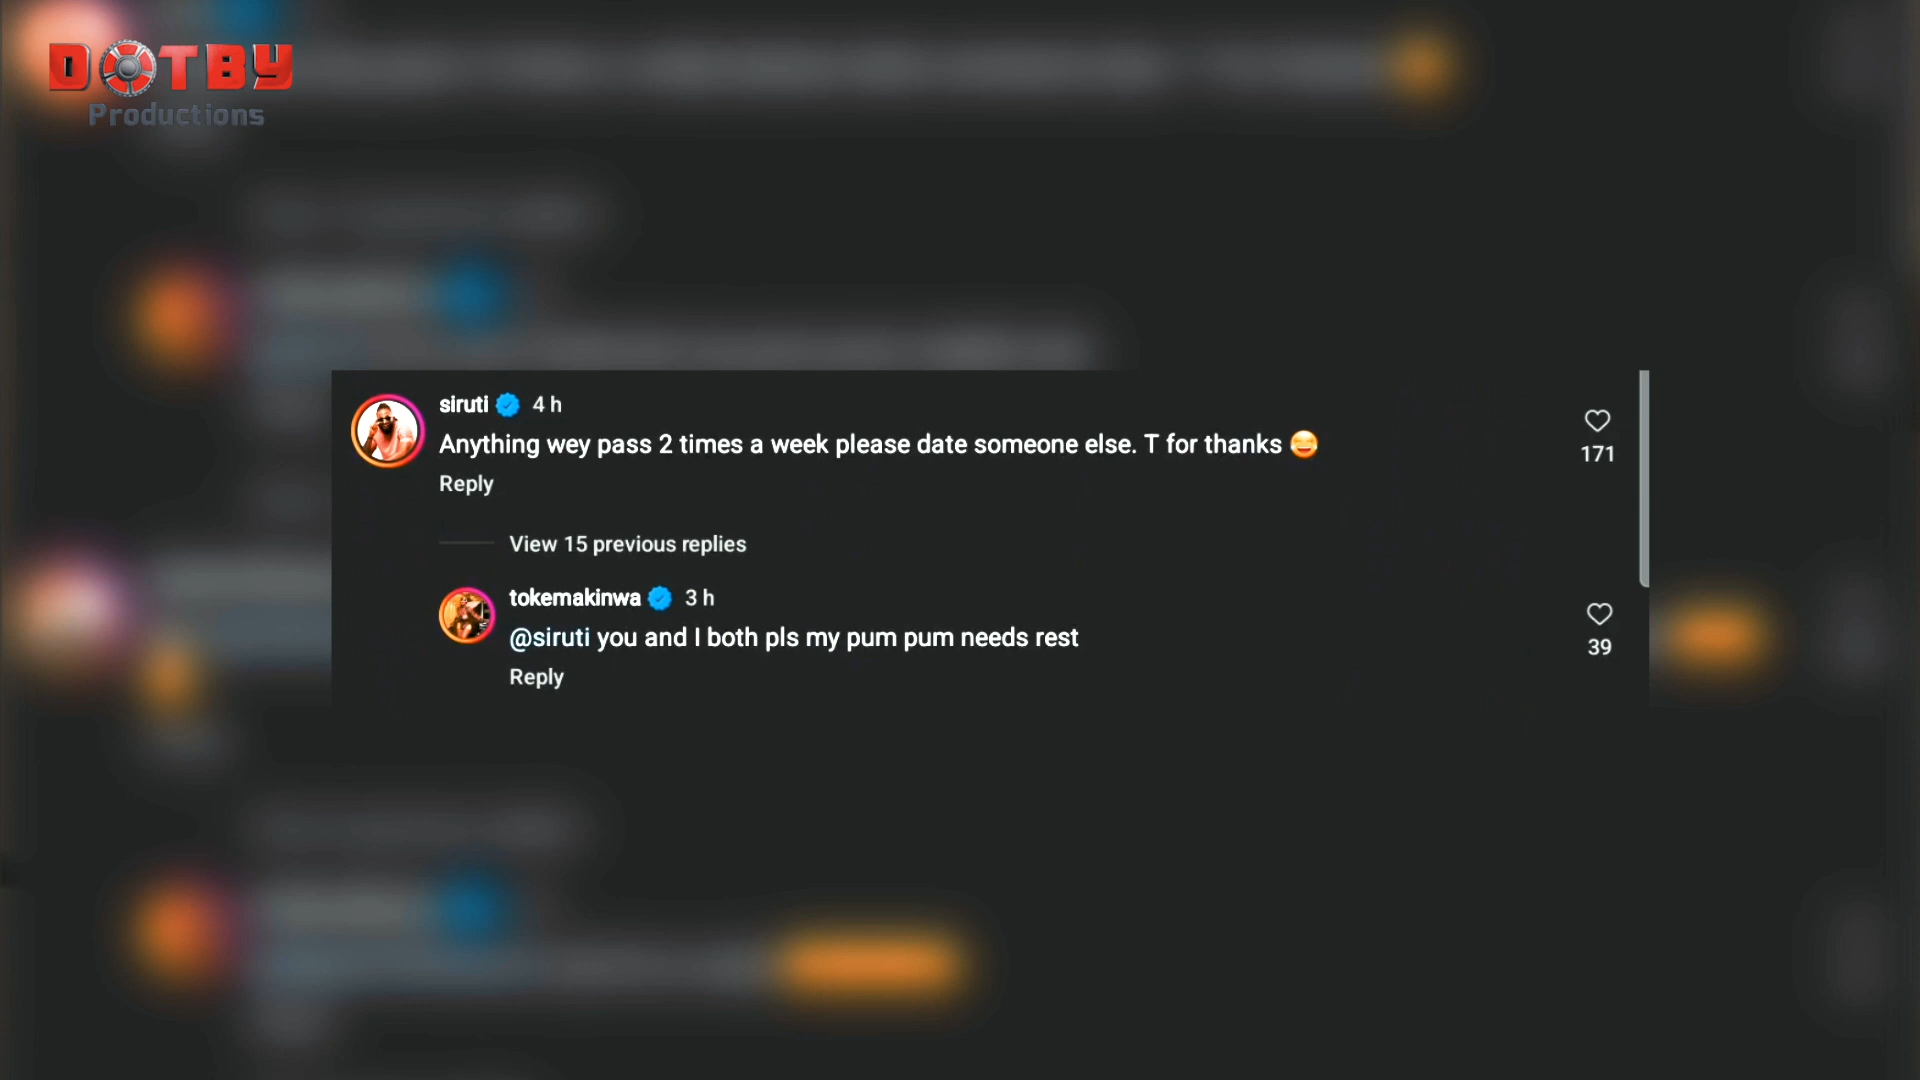 DOTBY
Productions
siruti 4 h
Anything wey pass 2 times a week please date someone else. T for thanks 😂
171
Reply
View 15 previous replies
tokemakinwa 3 h
@siruti you and I both pls my pum pum needs rest
39
Reply